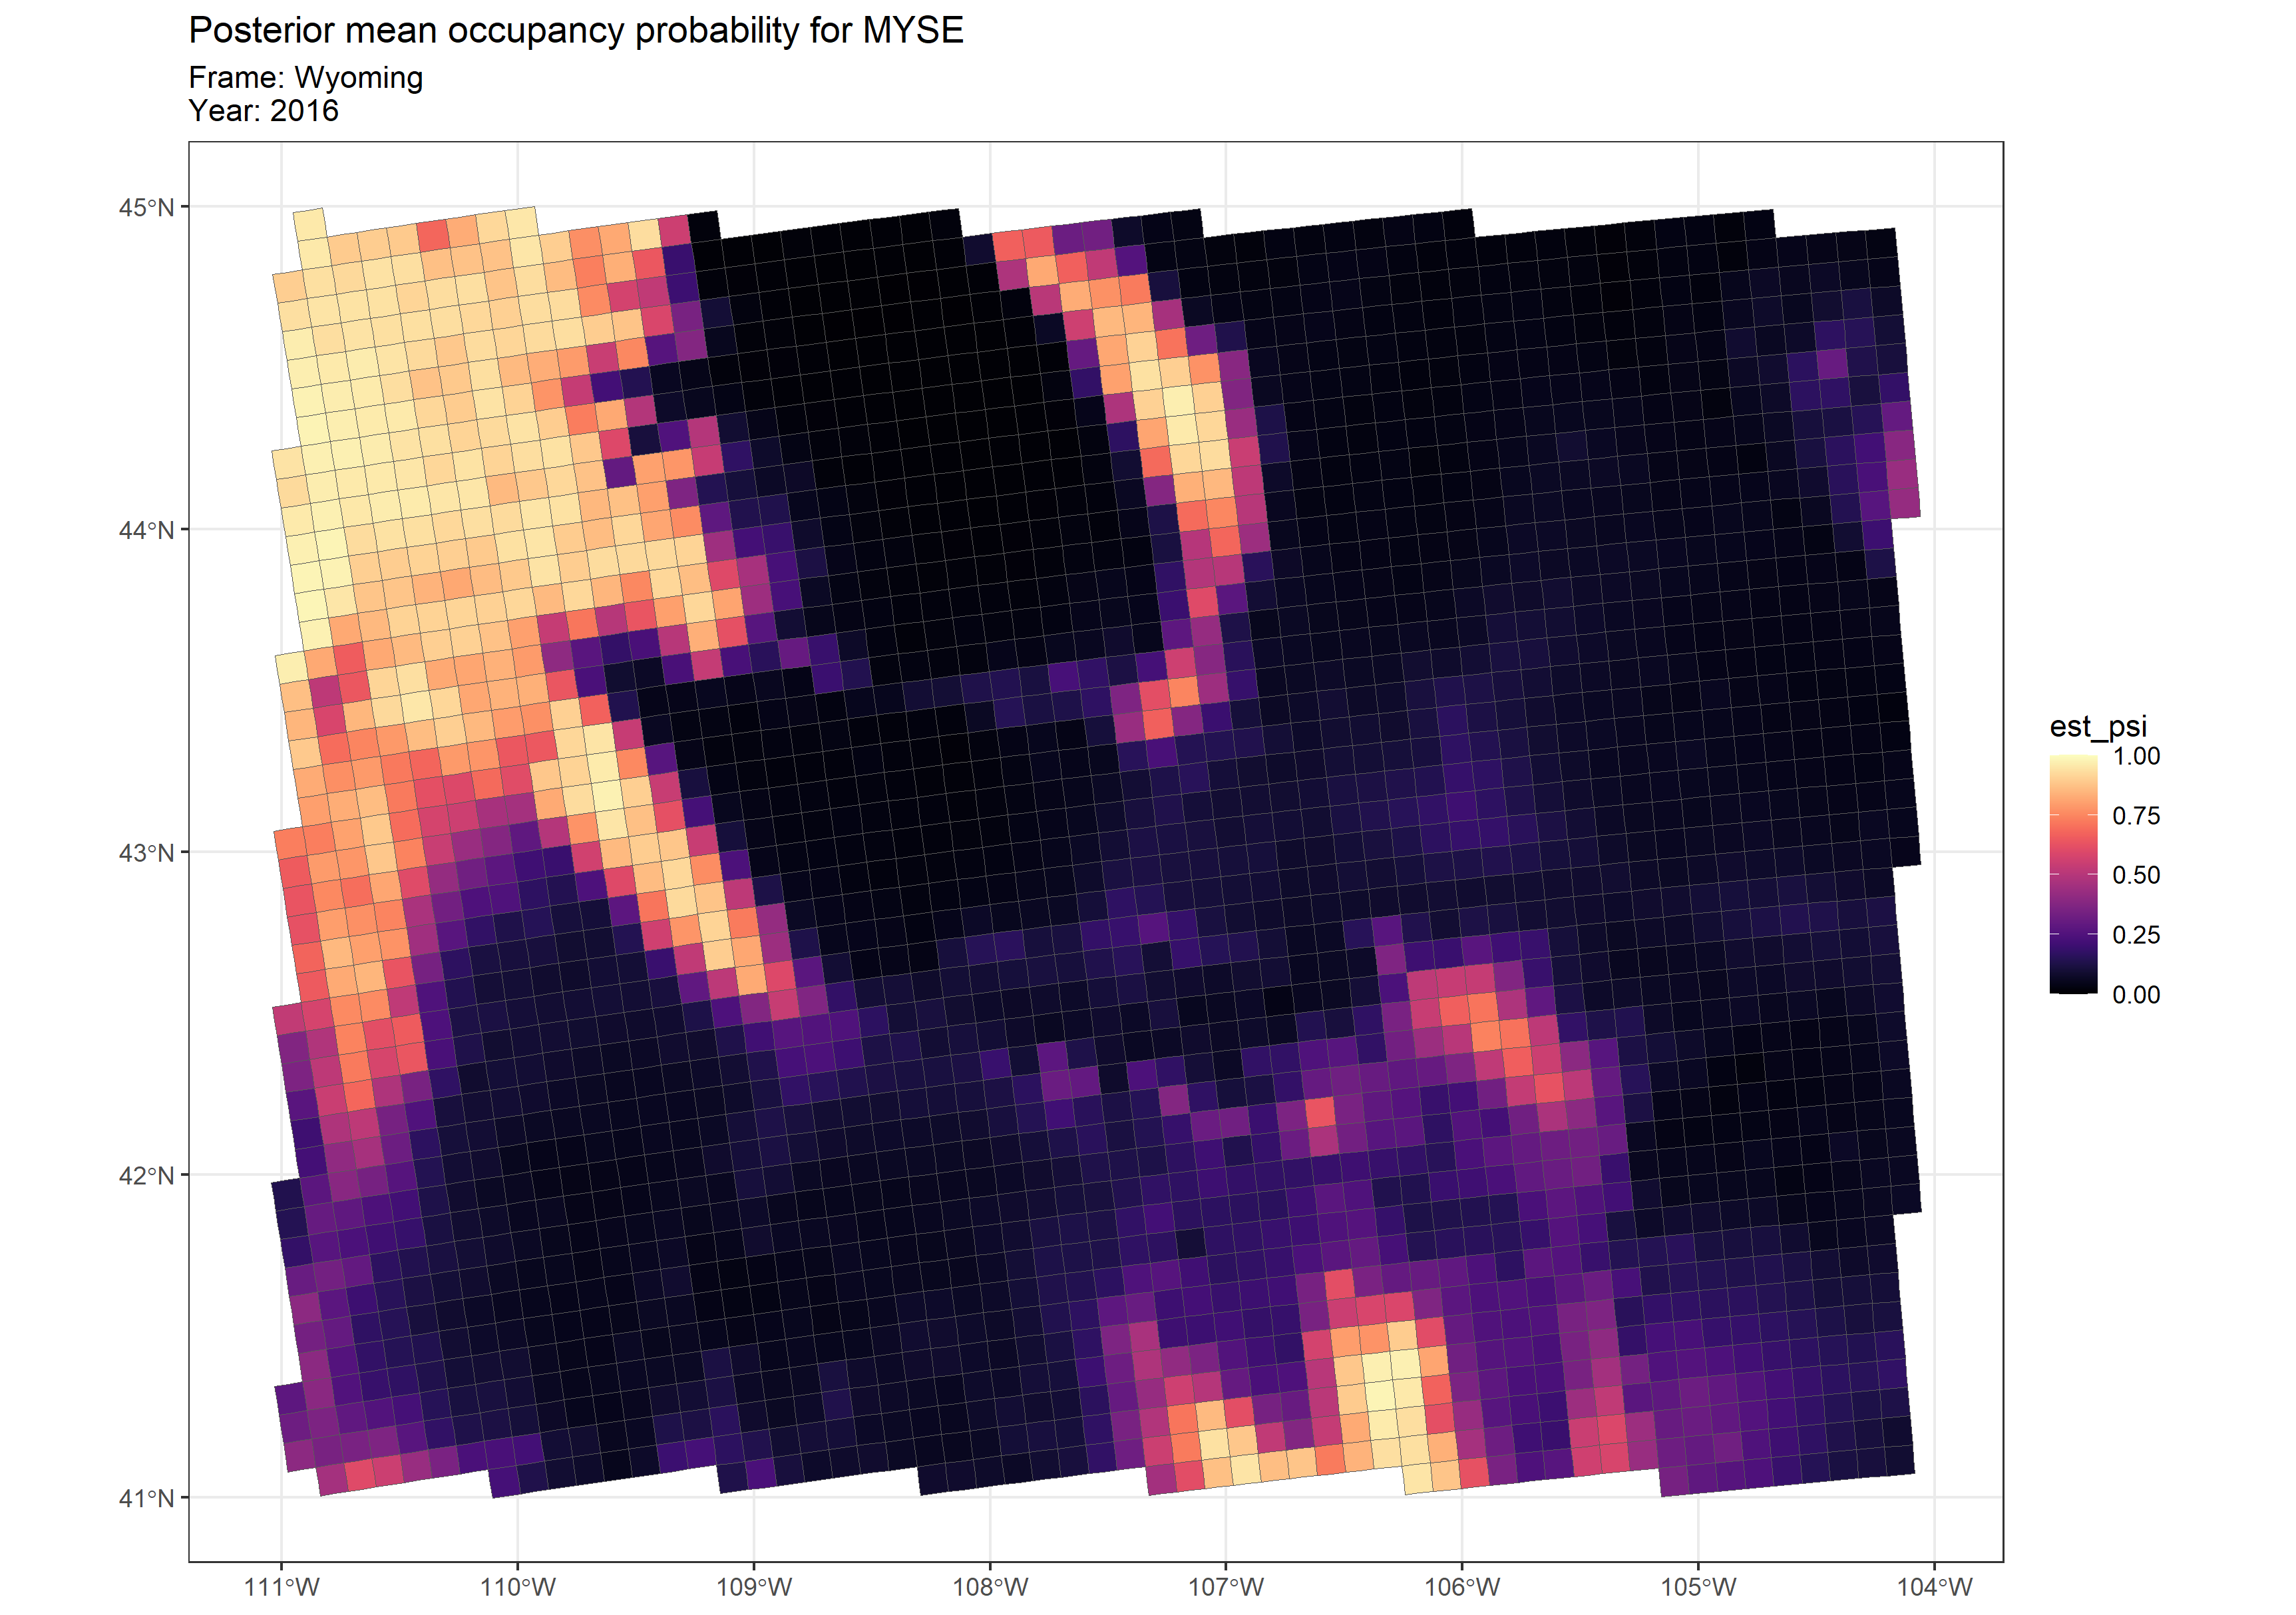 Posterior mean occupancy probability for MYSE
Frame: Wyoming
Year: 2016
45°N
44°N
43°N
42°N
41°N
111°W
110°W
109°W
108°W
107°W
106°W
105°W
104°W
est_psi
1.00
0.75
0.50
0.25
0.00